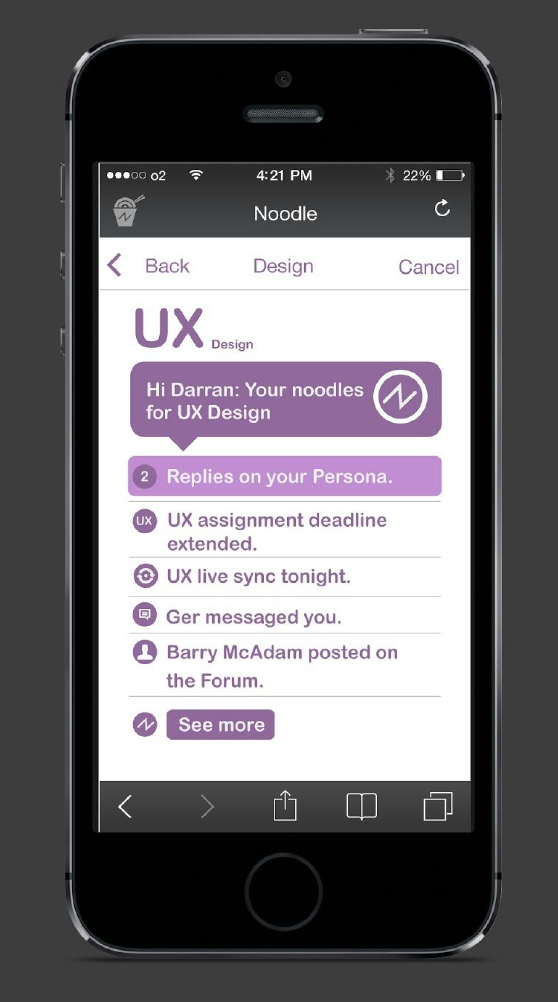 o2 4:21 PM 22%
Noodle
Back Design Cancel
UX Design
Hi Darran: Your noodles
for UX Design
2 Replies on your Persona.
UX UX assignment deadline
extended.
UX live sync tonight.
Ger messaged you.
Barry McAdam posted on
the Forum.
See more